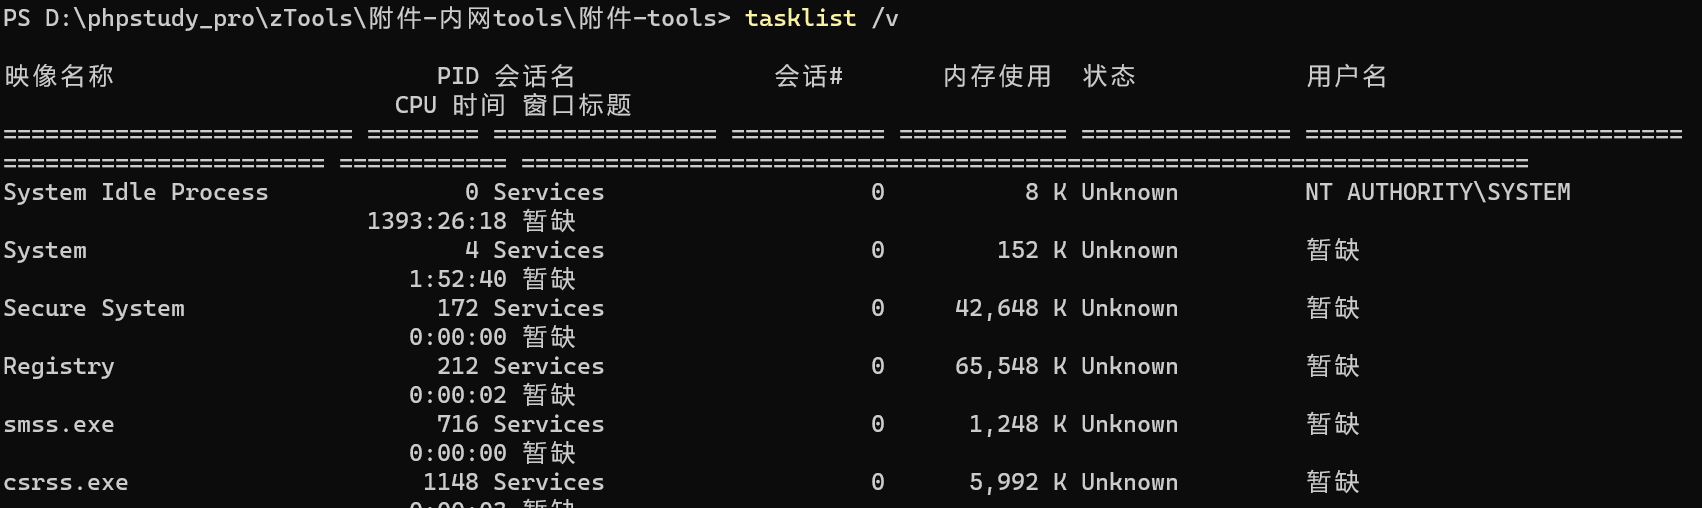 PS D:\phpstudy_pro\zTools\附件-内网tools\附件-tools> tasklist /v
映像名称 PID 会话名 会话# 内存使用 状态 用户名
CPU 时间 窗口标题
========================= ======== ================ =========== ============ =============== ===========================
======================= ============ ========================================================================
System Idle Process 0 Services 0 8 K Unknown NT AUTHORITY\SYSTEM
1393:26:18 暂缺
System 4 Services 0 152 K Unknown 暂缺
1:52:40 暂缺
Secure System 172 Services 0 42,648 K Unknown 暂缺
0:00:00 暂缺
Registry 212 Services 0 65,548 K Unknown 暂缺
0:00:02 暂缺
smss.exe 716 Services 0 1,248 K Unknown 暂缺
0:00:00 暂缺
csrss.exe 1148 Services 0 5,992 K Unknown 暂缺